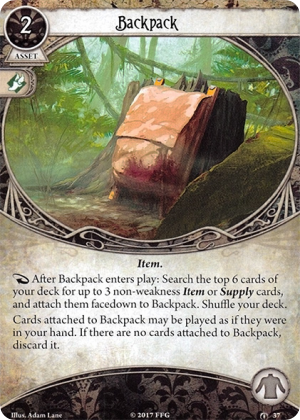 Backpack
2
ASSET
Item.
After Backpack enters play: Search the top 6 cards of
your deck for up to 3 non-weakness Item or Supply cards,
and attach them facedown to Backpack. Shuffle your deck.
Cards attached to Backpack may be played as if they were
in your hand. If there are no cards attached to Backpack,
discard it.
Illus. Adam Lane
© 2017 FFG
37